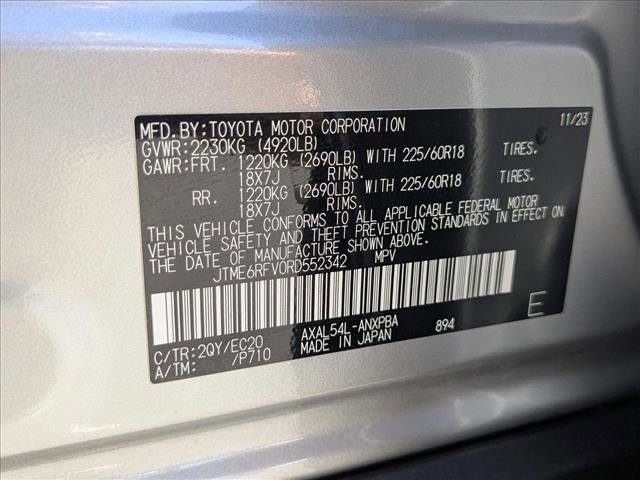 MFD.BY:TOYOTA MOTOR CORPORATION 11/23
GVWR:2230KG (4920LB)
GAWR:FRT. 1220KG (2690LB) WITH 225/60R18 TIRES.
18X7J RIMS.
RR. 1220KG (2690LB) WITH 225/60R18 TIRES.
18X7J RIMS.
THIS VEHICLE CONFORMS TO ALL APPLICABLE FEDERAL MOTOR
VEHICLE SAFETY AND THEFT PREVENTION STANDARDS IN EFFECT ON
THE DATE OF MANUFACTURE SHOWN ABOVE.
JTME6RFV0RD552342 MPV
C/TR:2QY/EC20 AXAL54L-ANXPBA 894 E
A/TM: /P710 MADE IN JAPAN